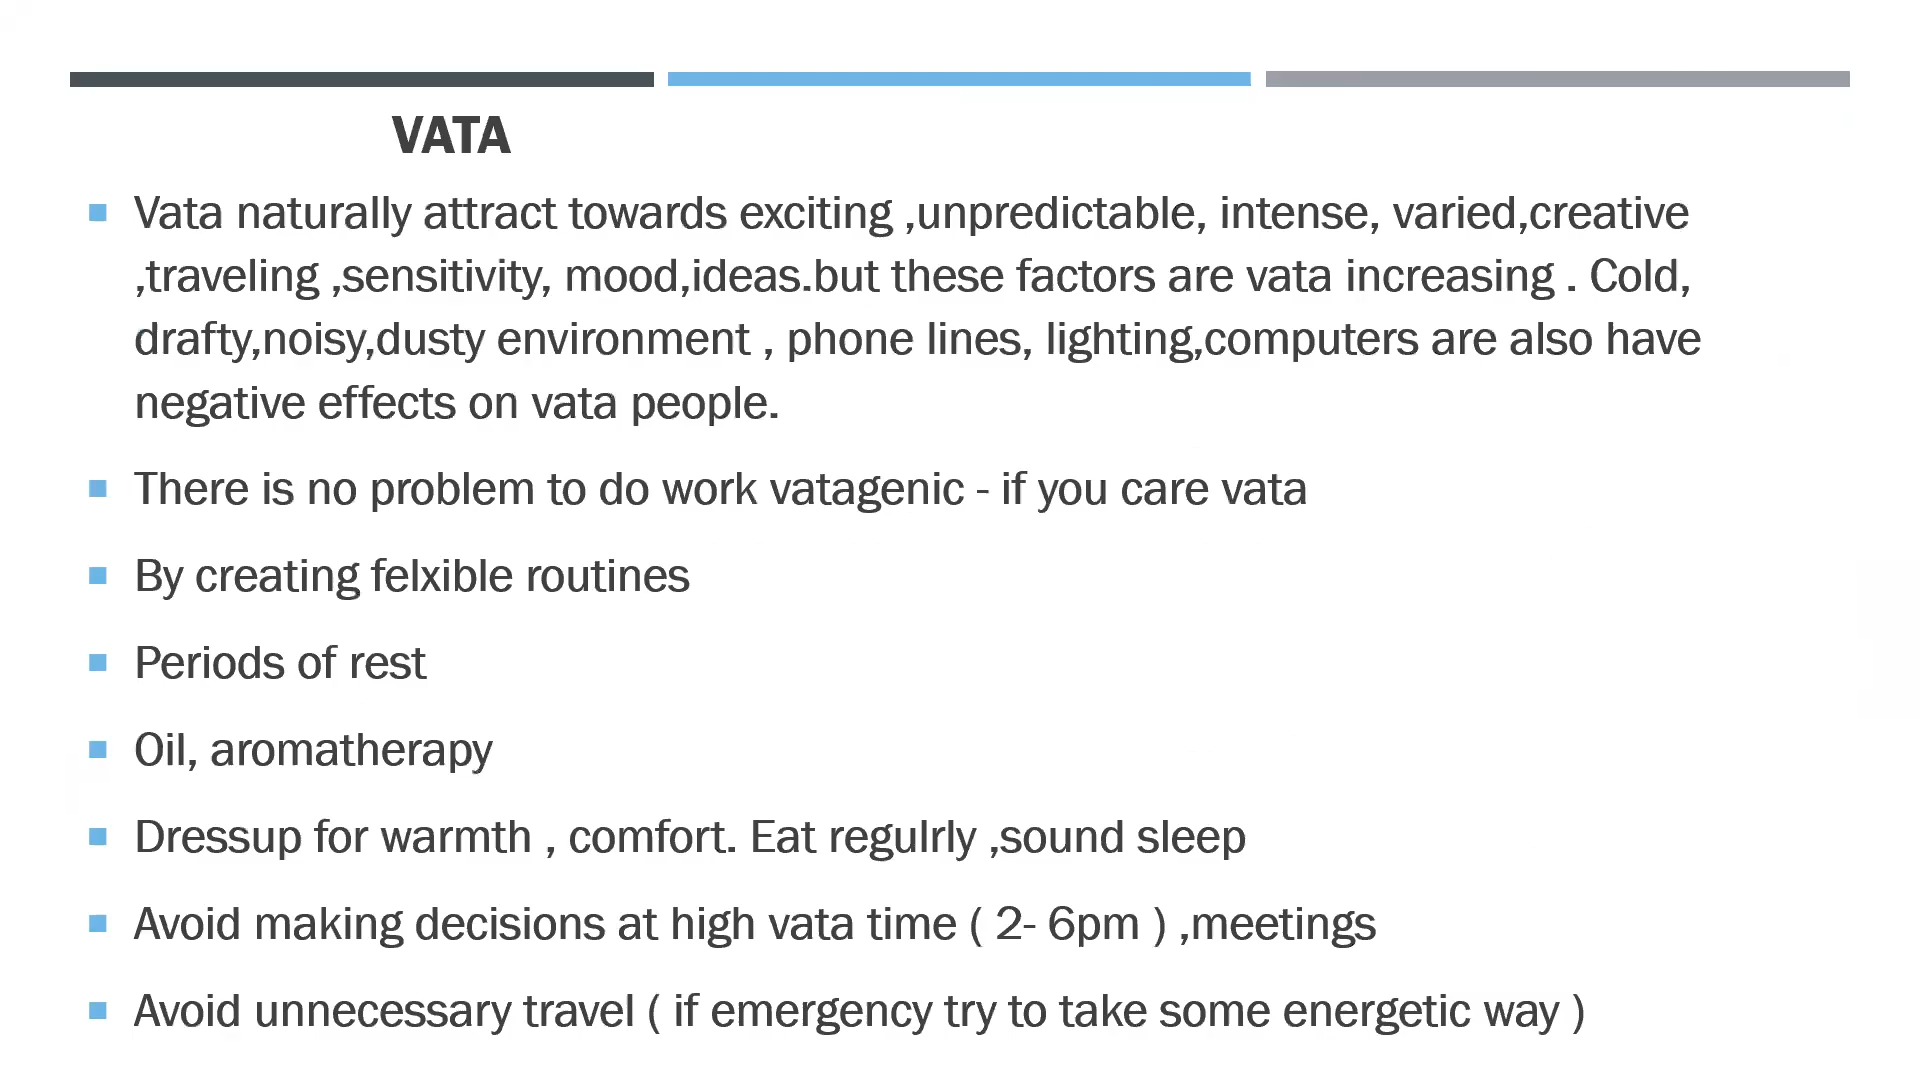 VATA
Vata naturally attract towards exciting ,unpredictable, intense, varied,creative
,traveling ,sensitivity, mood,ideas.but these factors are vata increasing . Cold,
drafty,noisy,dusty environment , phone lines, lighting,computers are also have
negative effects on vata people.
There is no problem to do work vatagenic - if you care vata
By creating felxible routines
Periods of rest
Oil, aromatherapy
Dressup for warmth , comfort. Eat regulrly ,sound sleep
Avoid making decisions at high vata time ( 2- 6pm ) ,meetings
Avoid unnecessary travel ( if emergency try to take some energetic way )